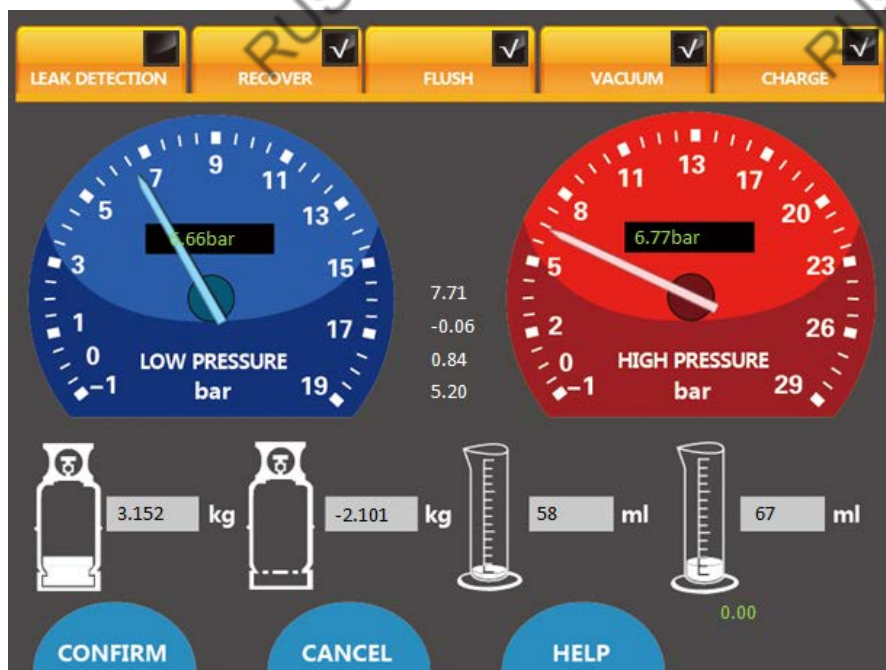 RUS
RUS
LEAK DETECTION √ RECOVER √ FLUSH √ VACUUM √ CHARGE
-1 0 1 3 5 7 9 11 13 15 17 19
6.66bar
LOW PRESSURE
bar
7.71
-0.06
0.84
5.20
-1 0 2 5 8 11 13 17 20 23 26 29
6.77bar
HIGH PRESSURE
bar
3.152 kg -2.101 kg 58 ml 67 ml
0.00
CONFIRM CANCEL HELP